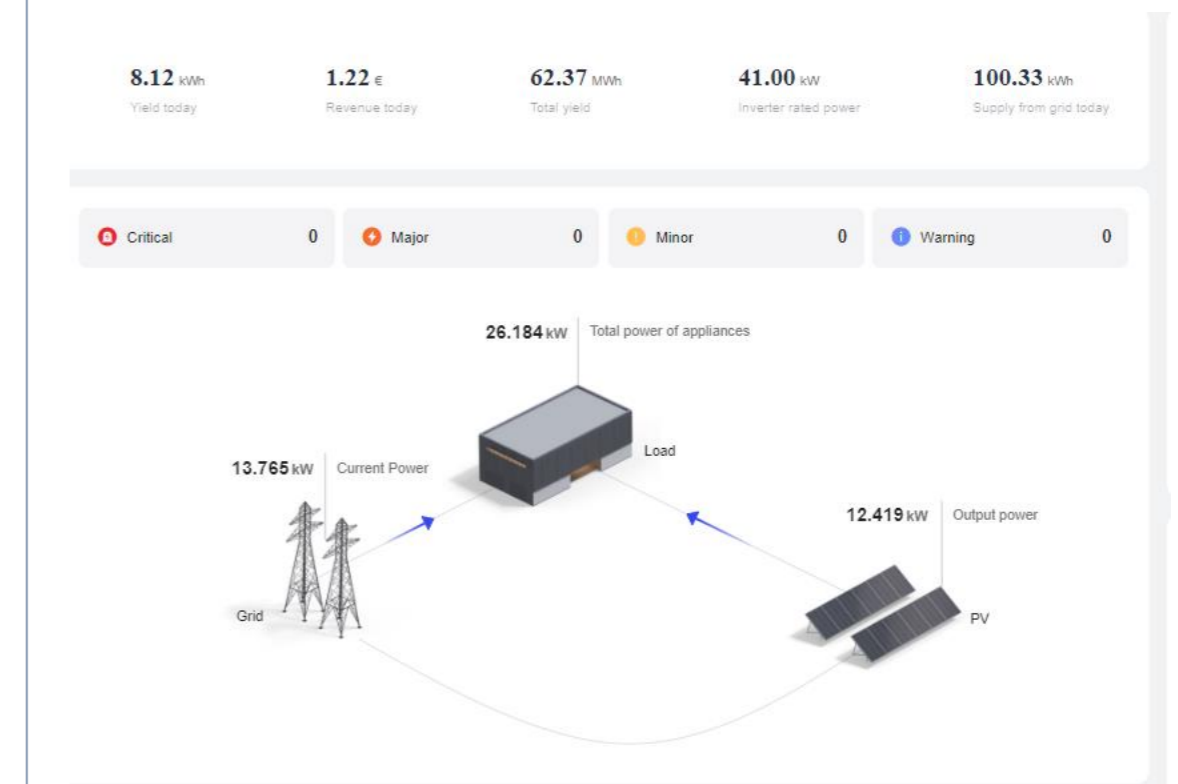 8.12 kWh
1.22 €
62.37 MWh
41.00 kW
100.33 kWh
Yield today
Revenue today
Total yield
Inverter rated power
Supply from grid today
Critical 0
Major 0
Minor 0
Warning 0
26.184 kW Total power of appliances
Load
13.765 kW Current Power
12.419 kW Output power
Grid
PV